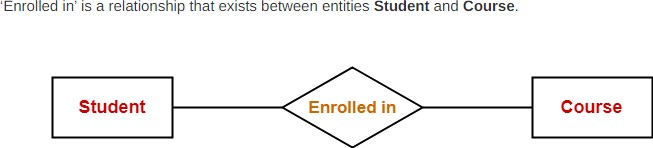 'Enrolled in' is a relationship that exists between entities Student and Course.
Student
Enrolled in
Course